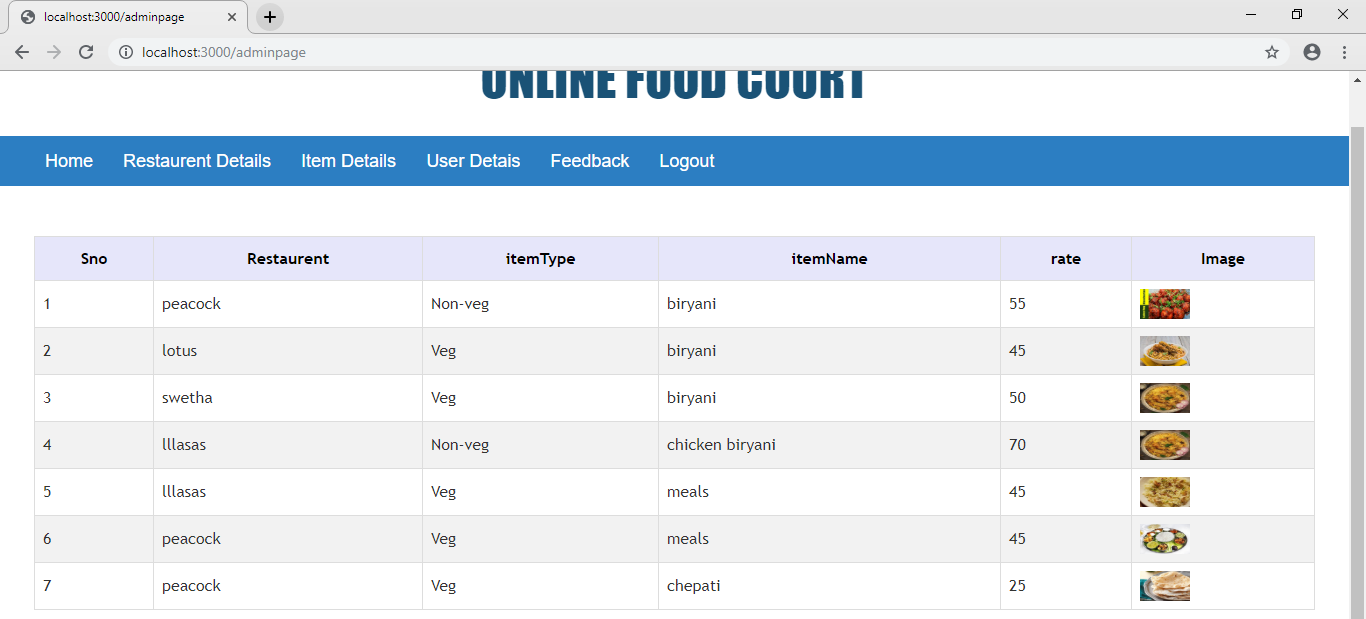 localhost:3000/adminpage
localhost:3000/adminpage
ONLINE FOOD COURT
Home Restaurent Details Item Details User Detais Feedback Logout
Sno Restaurent itemType itemName rate Image
1 peacock Non-veg biryani 55
2 lotus Veg biryani 45
3 swetha Veg biryani 50
4 lllasas Non-veg chicken biryani 70
5 lllasas Veg meals 45
6 peacock Veg meals 45
7 peacock Veg chepati 25